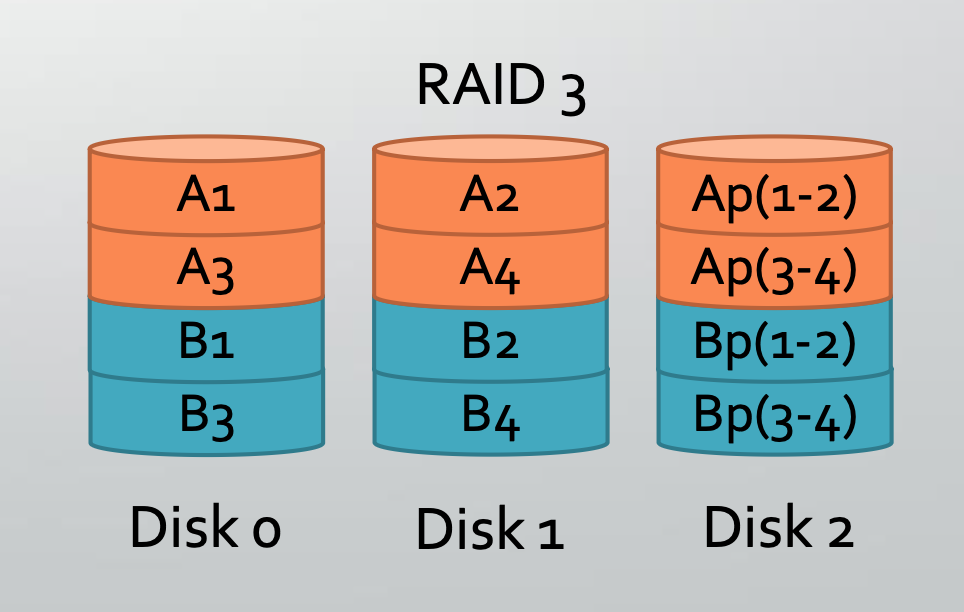 RAID 3
A1 A2 Ap(1-2)
A3 A4 Ap(3-4)
B1 B2 Bp(1-2)
B3 B4 Bp(3-4)
Disk 0 Disk 1 Disk 2